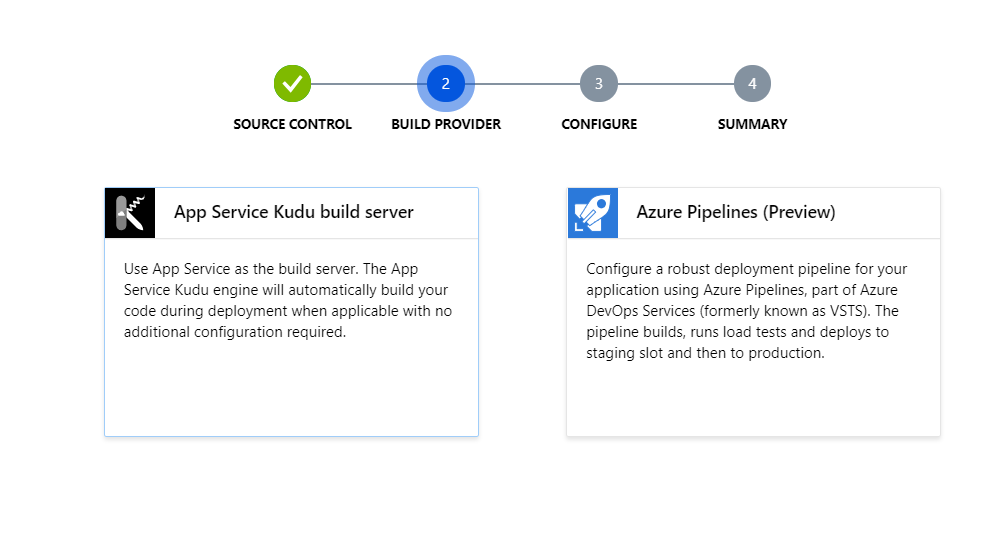 2
3
4
SOURCE CONTROL
BUILD PROVIDER
CONFIGURE
SUMMARY
App Service Kudu build server
Use App Service as the build server. The App
Service Kudu engine will automatically build your
code during deployment when applicable with no
additional configuration required.
Azure Pipelines (Preview)
Configure a robust deployment pipeline for your
application using Azure Pipelines, part of Azure
DevOps Services (formerly known as VSTS). The
pipeline builds, runs load tests and deploys to
staging slot and then to production.